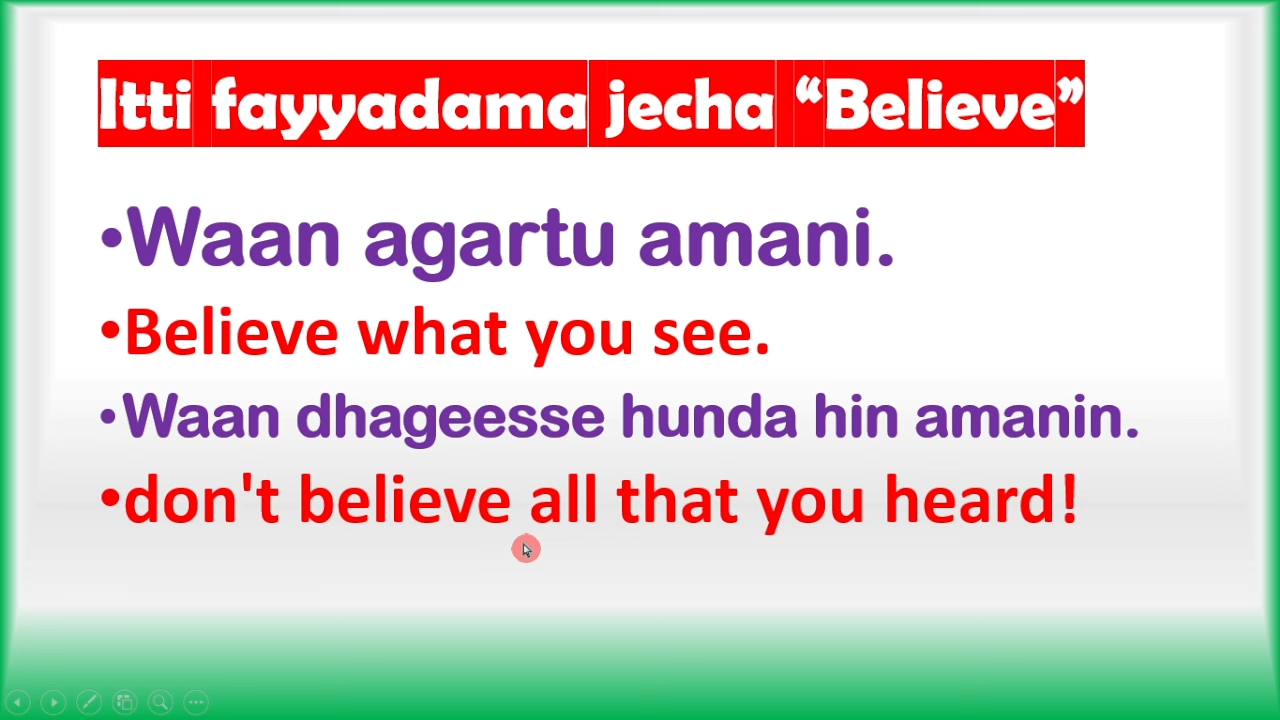 Itti fayyadama jecha “Believe”
•Waan agartu amani.
•Believe what you see.
•Waan dhageesse hunda hin amanin.
•don't believe all that you heard!